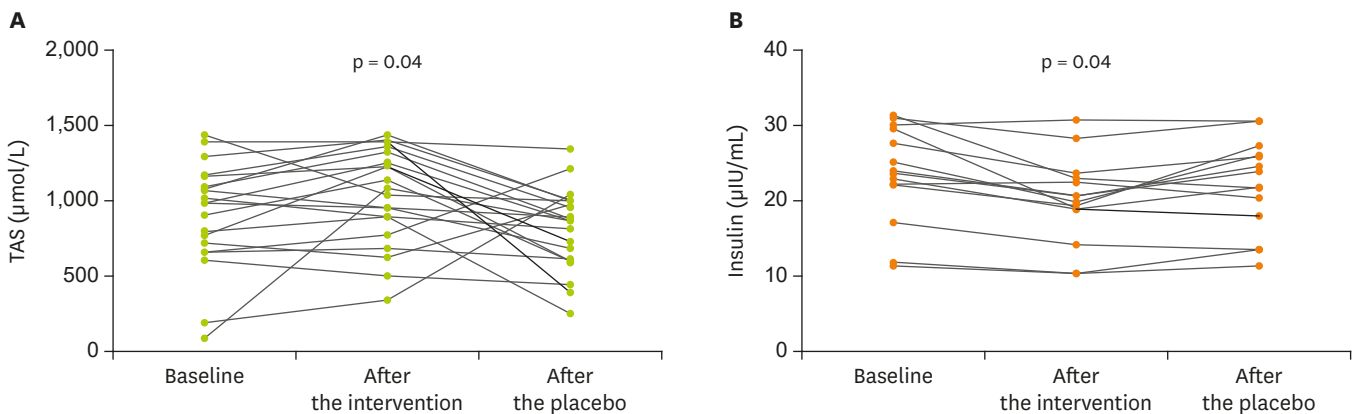 A
TAS (µmol/L)
2,000
1,500
1,000
500
0
p = 0.04
Baseline
After
the intervention
After
the placebo
B
Insulin (µIU/mL)
40
30
20
10
0
p = 0.04
Baseline
After
the intervention
After
the placebo